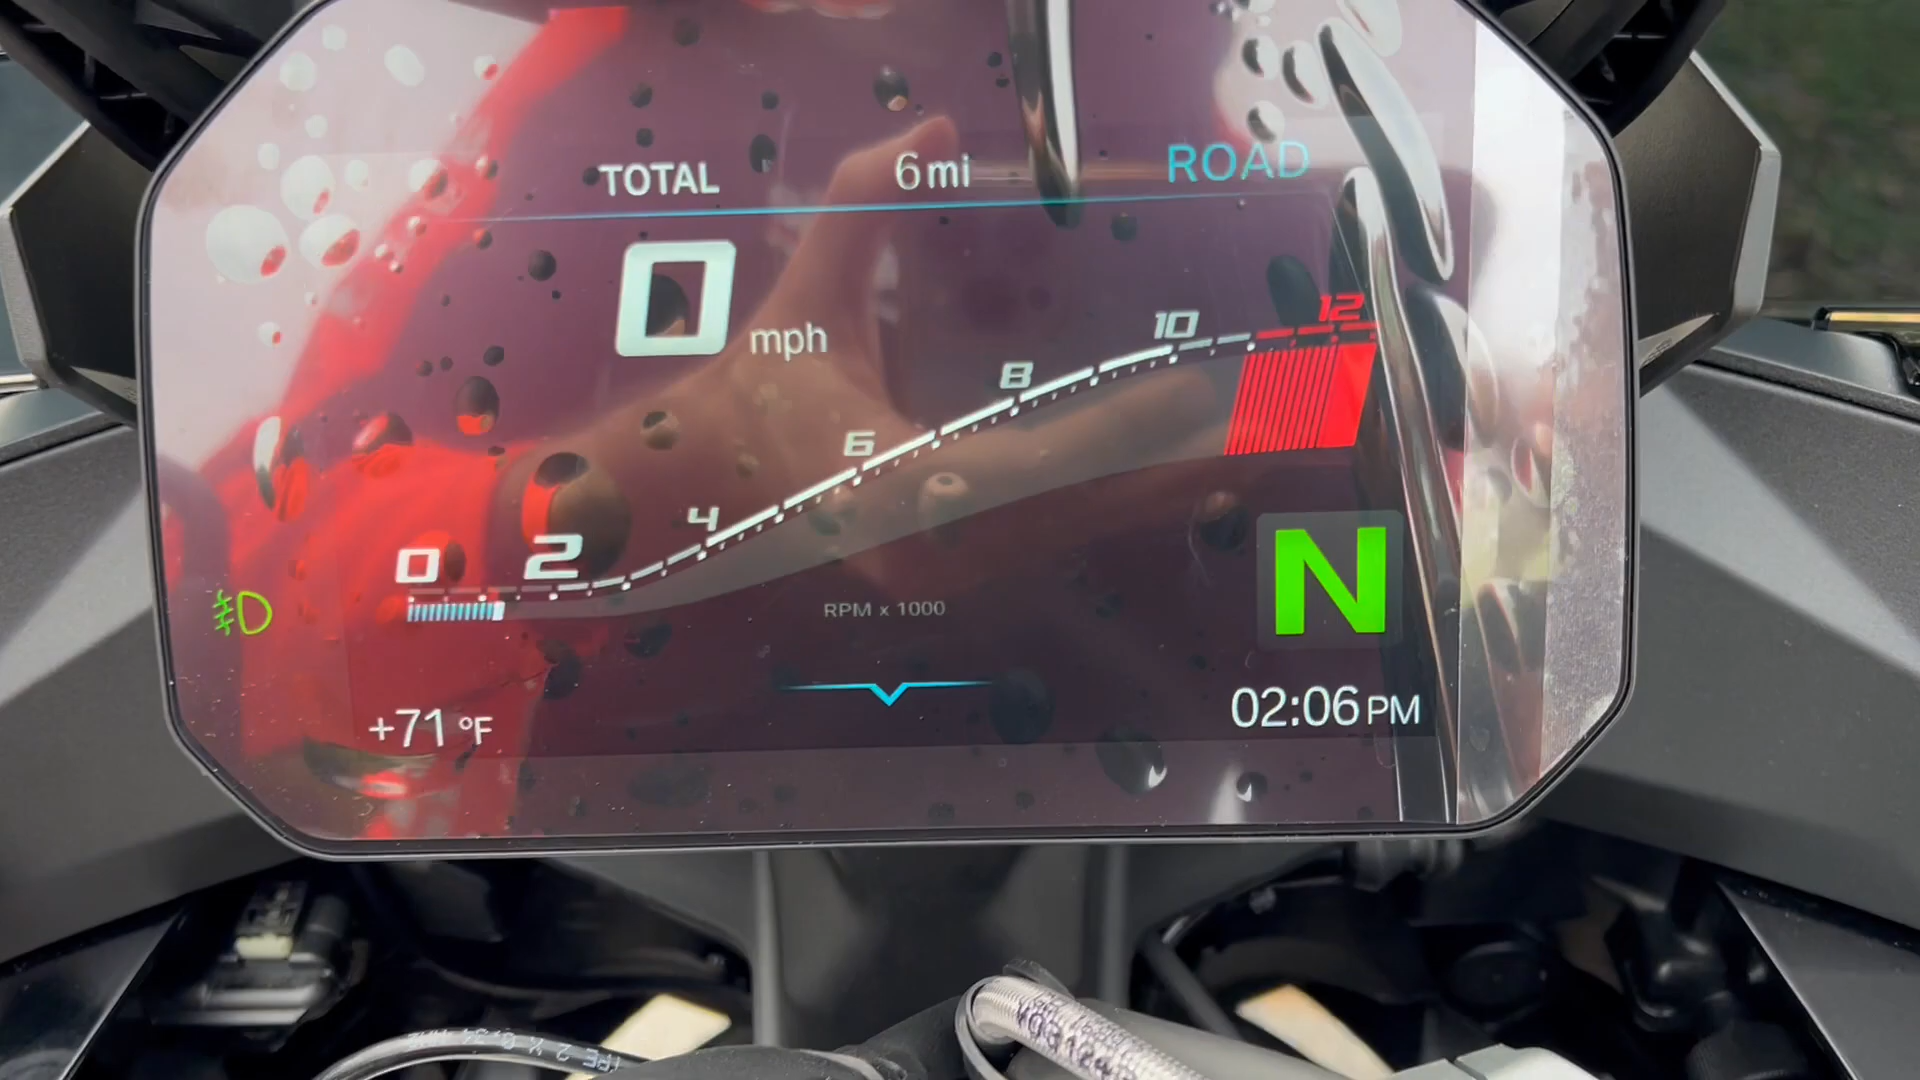 TOTAL 6 mi ROAD
0 mph
0 2 4 6 8 10 12
RPM x 1000
N
+71 °F 02:06 PM